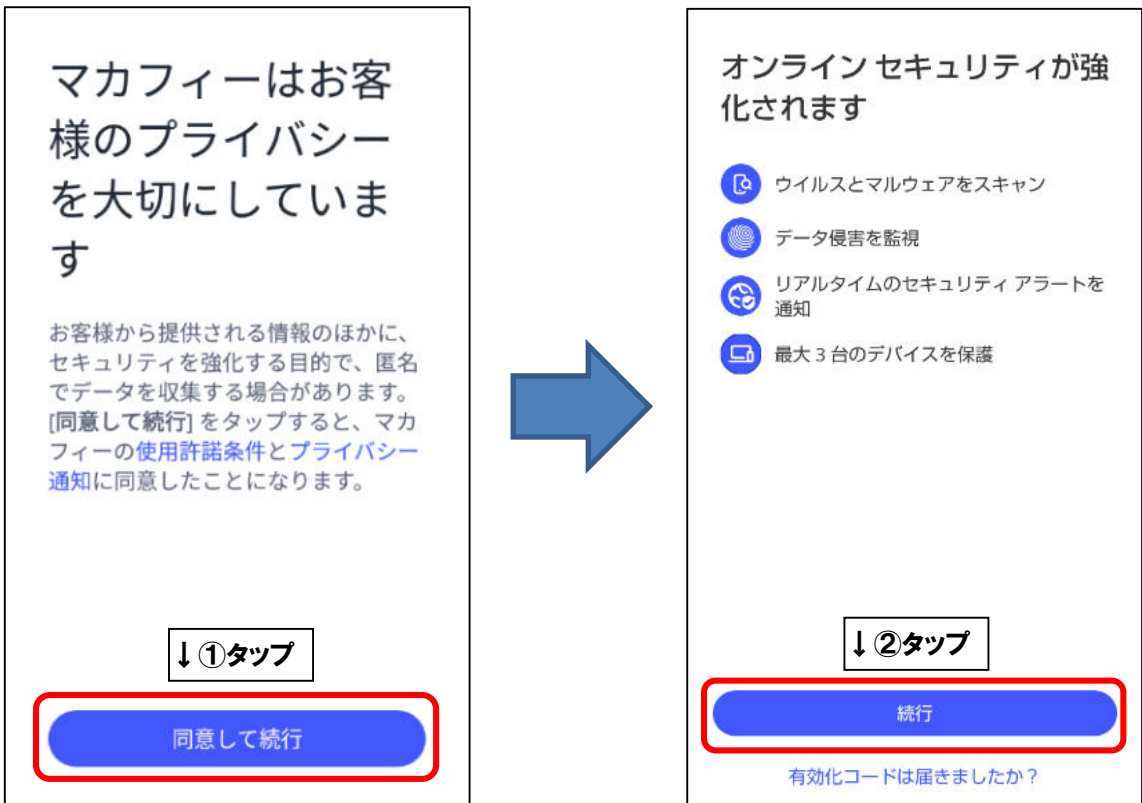 マカフィーはお客
様のプライバシー
を大切にしていま
す
お客様から提供される情報のほかに、
セキュリティを強化する目的で、匿名
でデータを収集する場合があります。
[同意して続行] をタップすると、マカ
フィーの使用許諾条件とプライバシー
通知に同意したことになります。
↓①タップ
同意して続行
オンライン セキュリティが強
化されます
ウイルスとマルウェアをスキャン
データ侵害を監視
リアルタイムのセキュリティ アラートを
通知
最大 3 台のデバイスを保護
↓②タップ
続行
有効化コードは届きましたか？